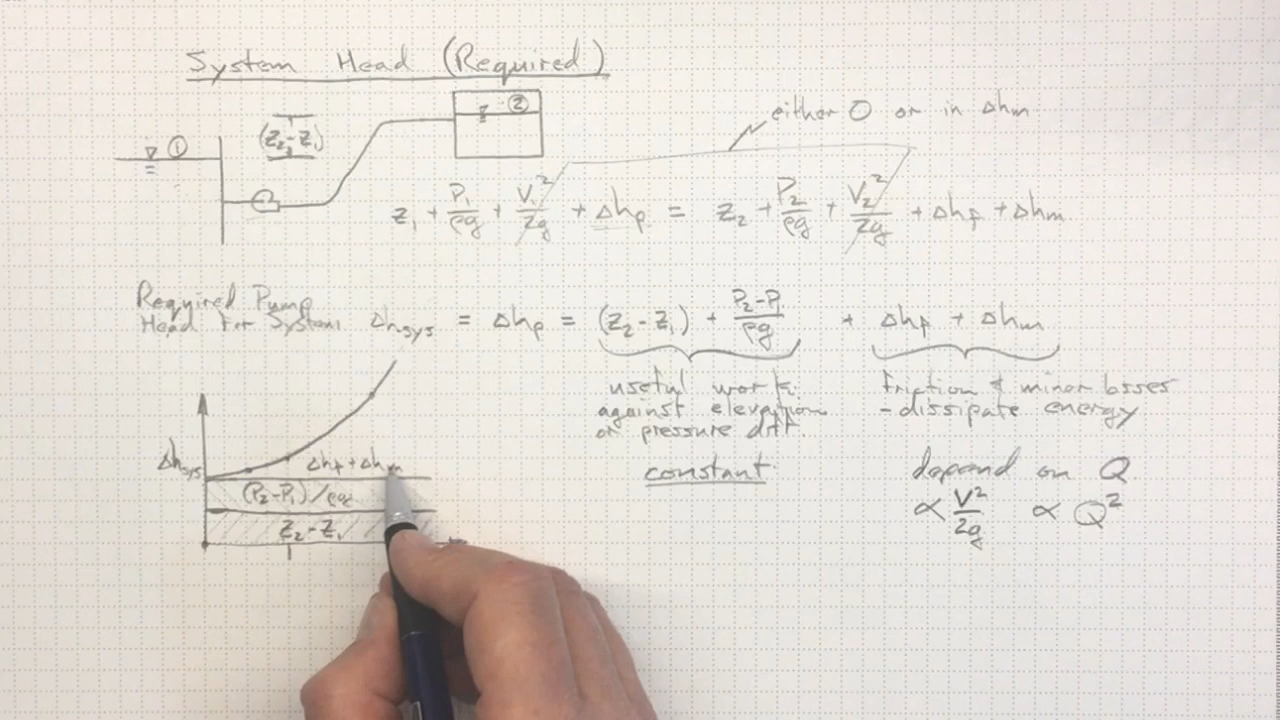 System Head (Required)
①
(Z₂-Z₁)
②
either 0 or in Δhm
Z₁ + P₁/ρg + V₁²/2g + Δhp = Z₂ + P₂/ρg + V₂²/2g + Δhf + Δhm
Required Pump
Head For System Δhsys = Δhp = (Z₂-Z₁) + P₂-P₁/ρg + Δhf + Δhm
useful work
against elevation
or pressure diff.
constant
friction & minor losses
- dissipate energy
depend on Q
∝ V²/2g ∝ Q²
Δhsys
Δhf+Δhm
(P₂-P₁)/ρg
Z₂-Z₁